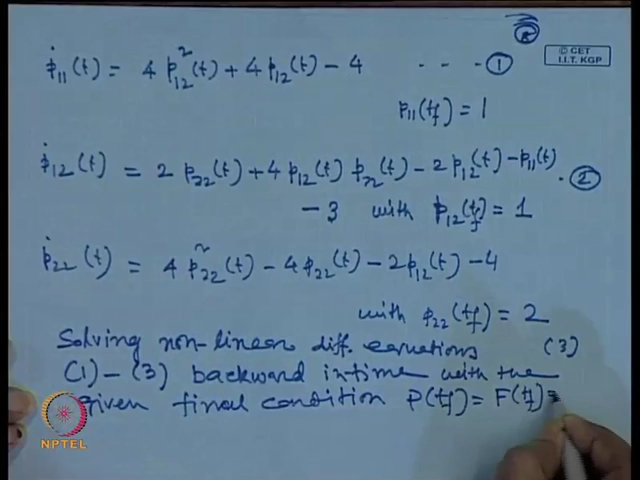 ṗ₁₁(t) = 4 p₁₂²(t) + 4 p₁₂(t) − 4 - - - ①
© CET
I.I.T. KGP
p₁₁(tf) = 1
ṗ₁₂(t) = 2 p₂₂(t) + 4 p₁₂(t) p₂₂(t) − 2 p₁₂(t) − p₁₁(t) . ②
− 3 with p₁₂(tf) = 1
ṗ₂₂(t) = 4 p₂₂²(t) − 4 p₂₂(t) − 2 p₁₂(t) − 4
with p₂₂(tf) = 2
Solving non-linear diff. equations (3)
(1) − (3) backward in time with the
given final condition P(tf) = F(tf) =
NPTEL